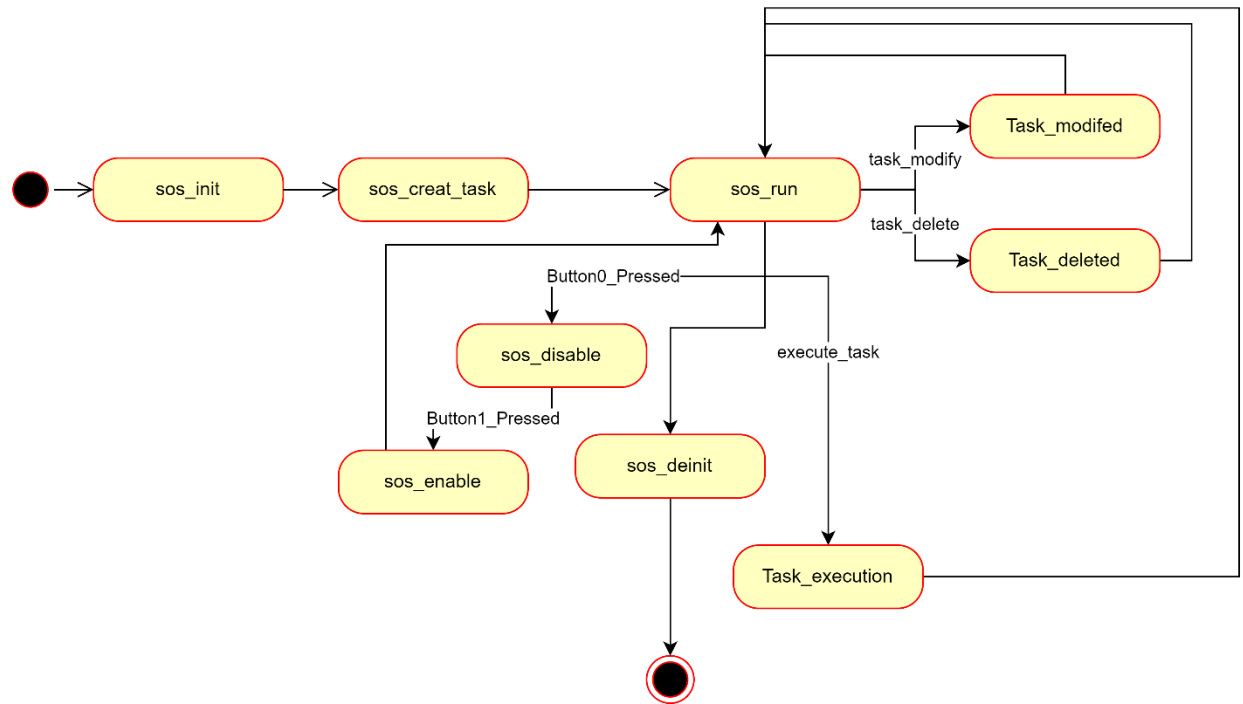 Task_modifed
task_modify
sos_init
sos_creat_task
sos_run
task_delete
Task_deleted
Button0_Pressed
sos_disable
execute_task
Button1_Pressed
sos_deinit
sos_enable
Task_execution